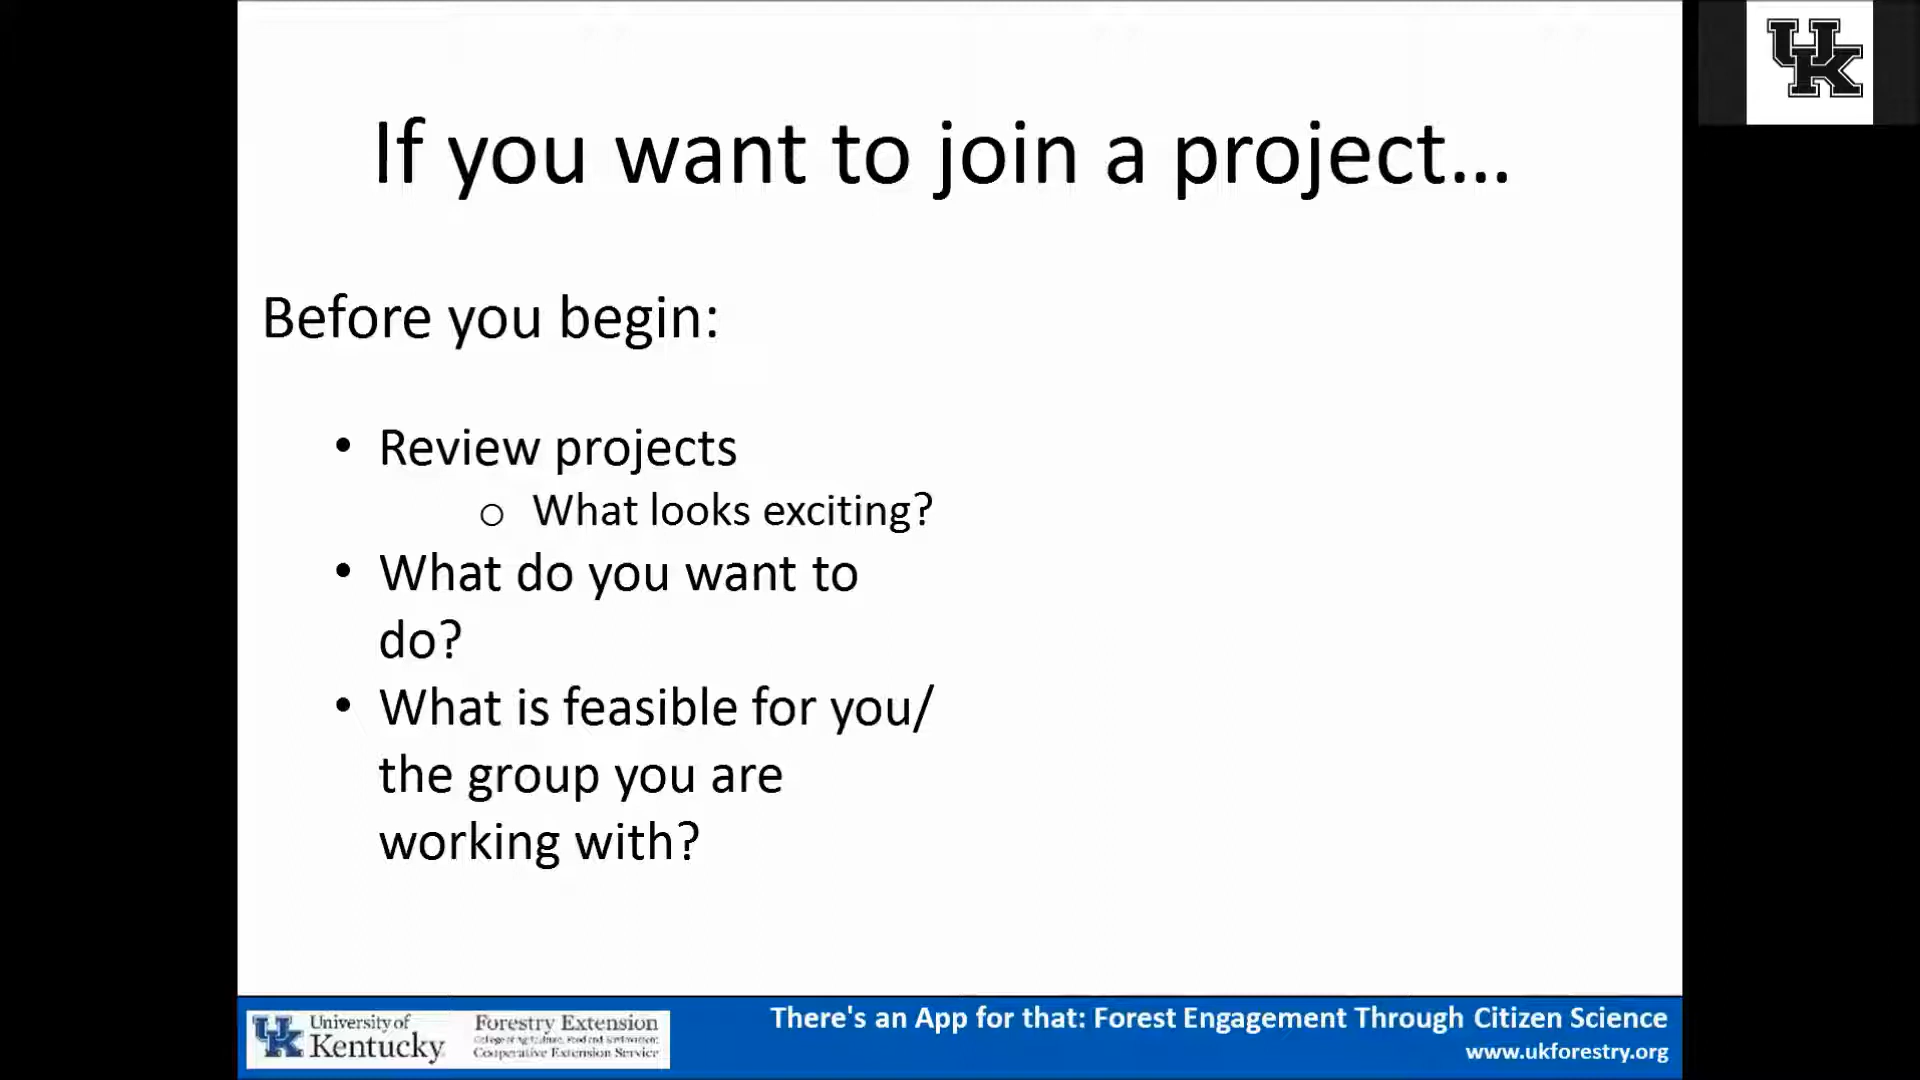 UK
If you want to join a project...
Before you begin:
• Review projects
o What looks exciting?
• What do you want to
do?
• What is feasible for you/
the group you are
working with?
There's an App for that: Forest Engagement Through Citizen Science
www.ukforestry.org
UK
University of
Kentucky
Forestry Extension
College of Agriculture, Food and Environment
Cooperative Extension Service